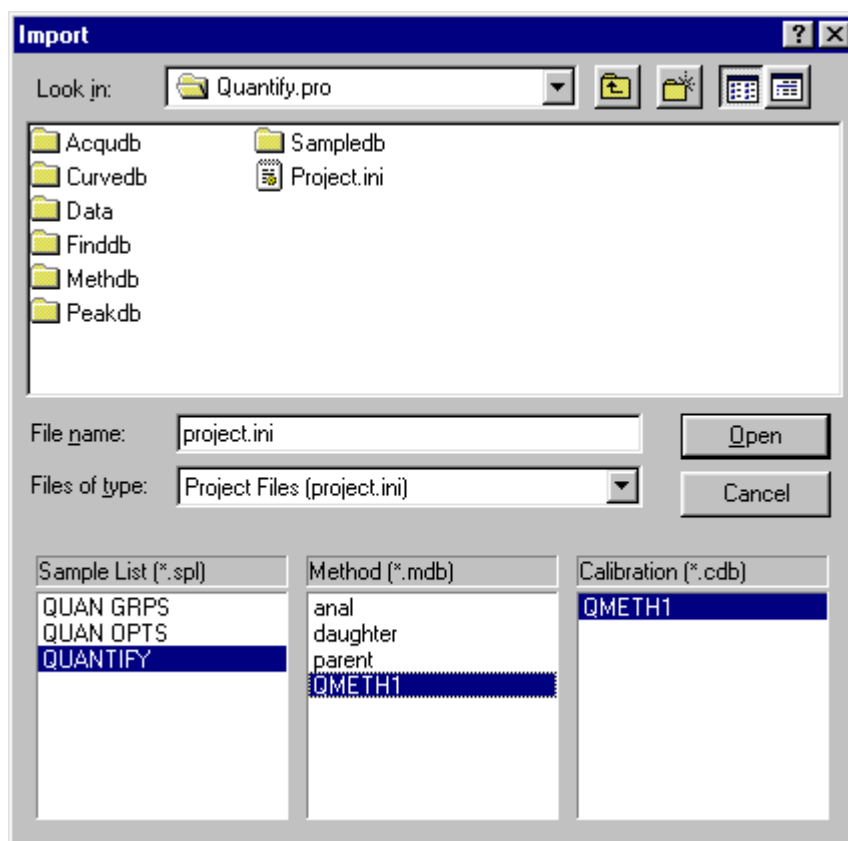 Import
Look in: Quantify.pro
Acqudb Sampledb
Curvedb Project.ini
Data
Finddb
Methdb
Peakdb
File name: project.ini Open
Files of type: Project Files (project.ini) Cancel
Sample List (*.spl) Method (*.mdb) Calibration (*.cdb)
QUAN GRPS anal QMETH1
QUAN OPTS daughter
QUANTIFY parent
QMETH1